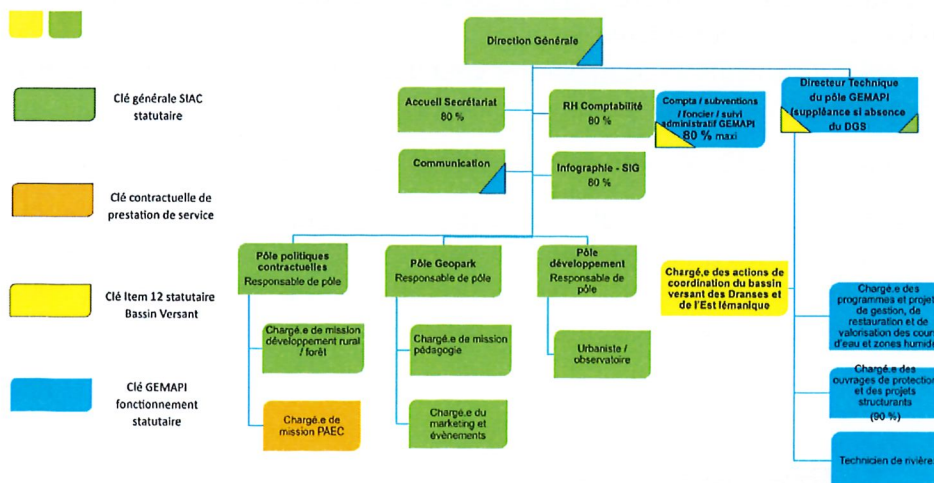 Clé générale SIAC
statutaire
Clé contractuelle de
prestation de service
Clé Item 12 statutaire
Bassin Versant
Clé GEMAPI
fonctionnement
statutaire
Direction Générale
Accueil Secrétariat
80 %
RH Comptabilité
80 %
Compta / subventions
/ foncier / suivi
administratif GEMAPI
80 % maxi
Directeur Technique
du pôle GEMAPI
(suppléance si absence
du DGS
Communication
Infographie - SIG
80 %
Pôle politiques
contractuelles
Responsable de pôle
Pôle Geopark
Responsable de pôle
Pôle développement
Responsable de
pôle
Chargé,e des actions de
coordination du bassin
versant des Dranses et
de l'Est lémanique
Chargé.e de mission
développement rural
/ forêt
Chargé.e de mission
pédagogie
Urbaniste /
observatoire
Chargé.e des
programmes et projet
de gestion, de
restauration et de
valorisation des cour
d'eau et zones humide
Chargé.e de
mission PAEC
Chargé.e du
marketing et
évènements
Chargé.e des
ouvrages de protection
et des projets
structurants
(90 %)
Technicien de rivière